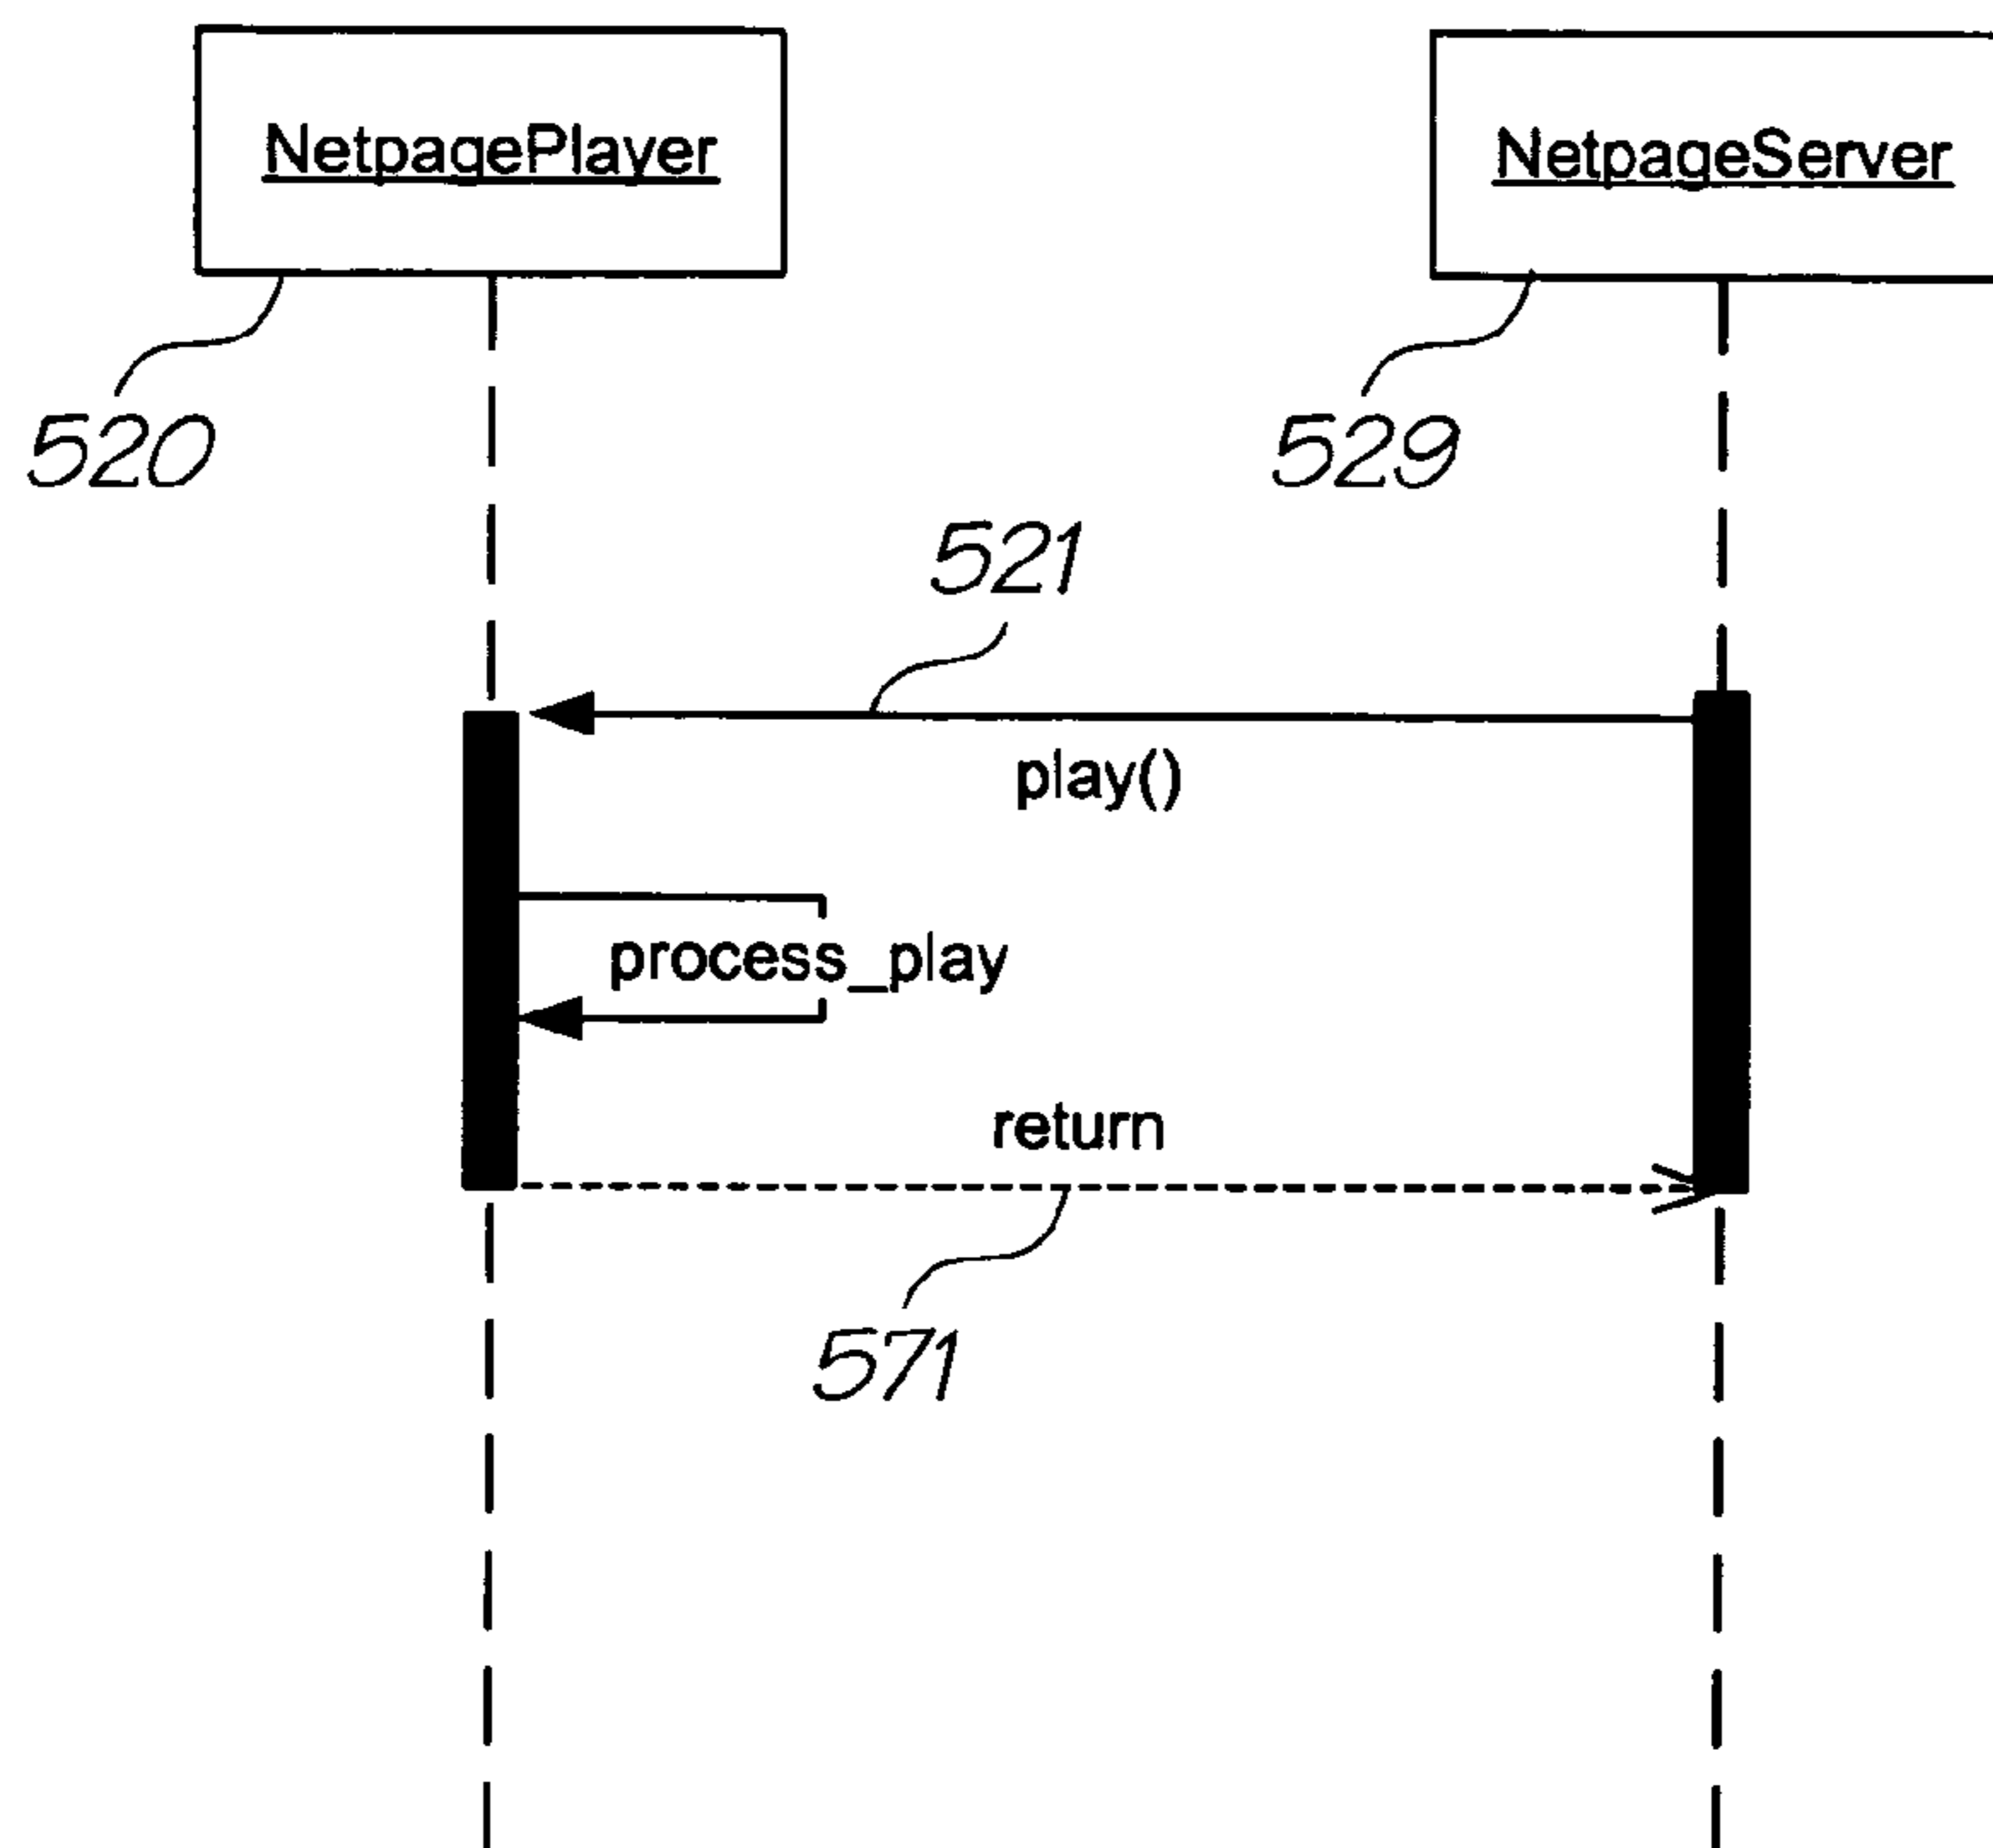 NetpagePlayer
NetpageServer
520
529
521
play()
process_play
return
571